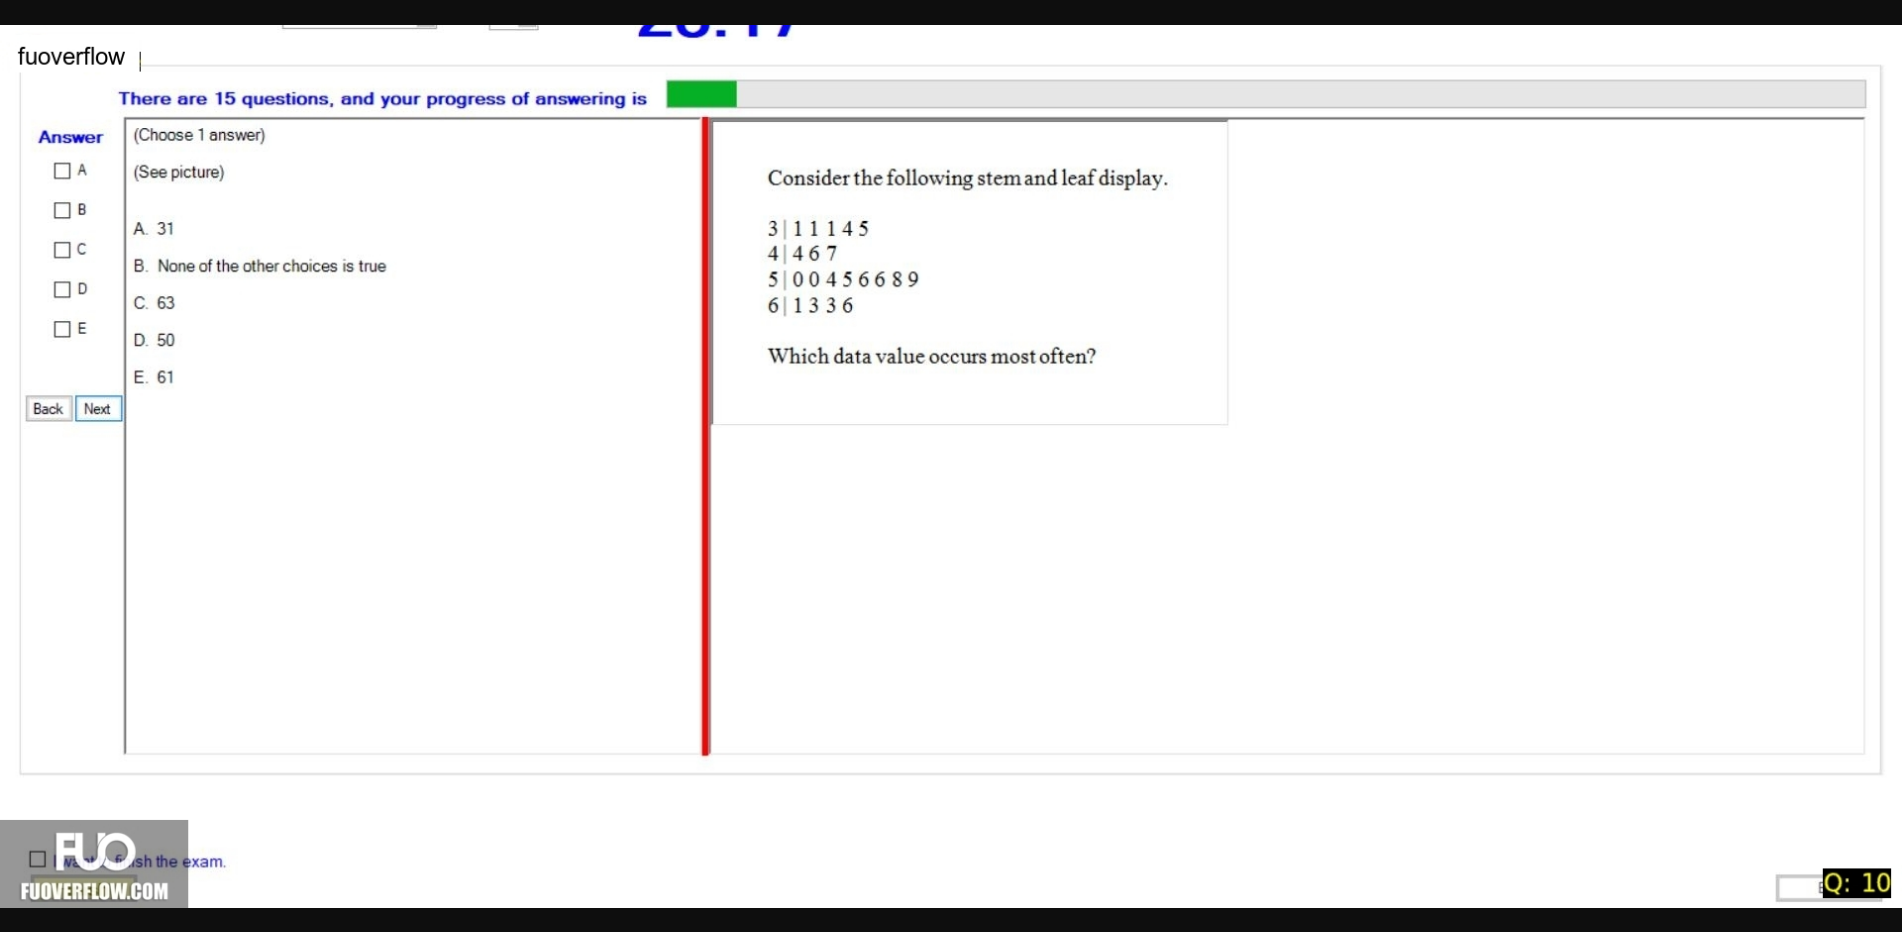 fuoverflow
There are 15 questions, and your progress of answering is
Answer
(Choose 1 answer)
A
(See picture)
B
C
D
E
A. 31
B. None of the other choices is true
C. 63
D. 50
E. 61
Back Next
Consider the following stem and leaf display.
3|1 1 1 4 5
4|4 6 7
5|0 0 4 5 6 6 8 9
6|1 3 3 6
Which data value occurs most often?
FUO
sh the exam.
FUOVERFLOW.COM
Q: 10